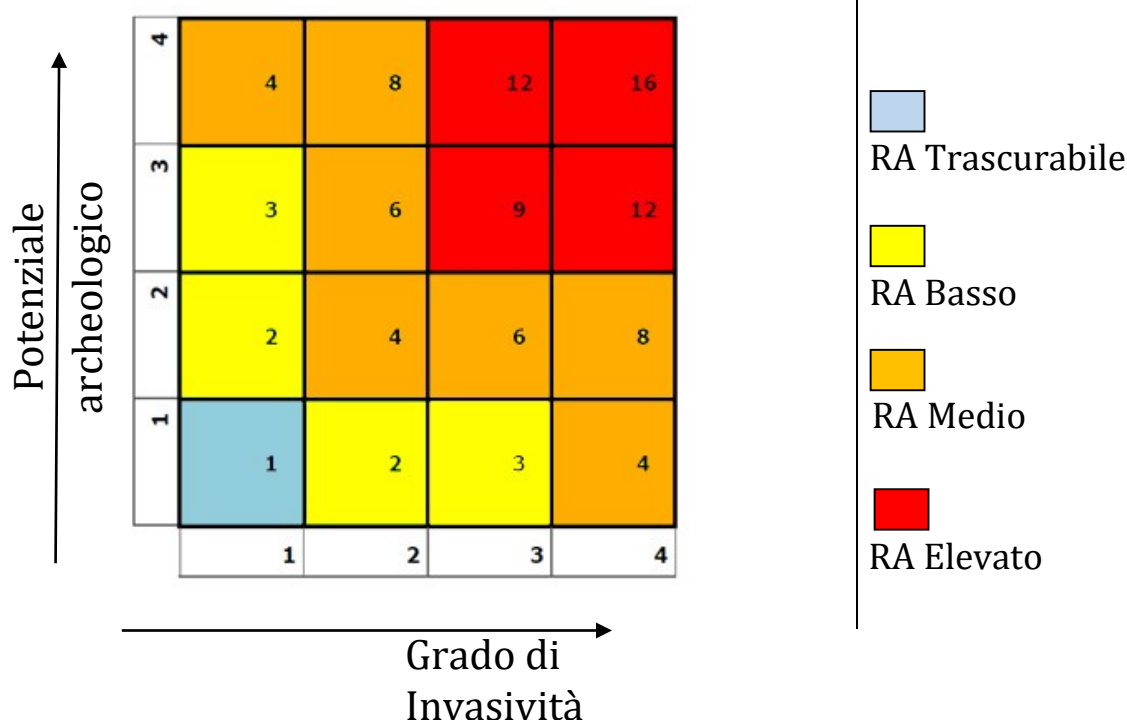 4 4 8 12 16
3 3 6 9 12
2 2 4 6 8
1 1 2 3 4
1 2 3 4
Potenziale
archeologico
Grado di
Invasività
RA Trascurabile
RA Basso
RA Medio
RA Elevato